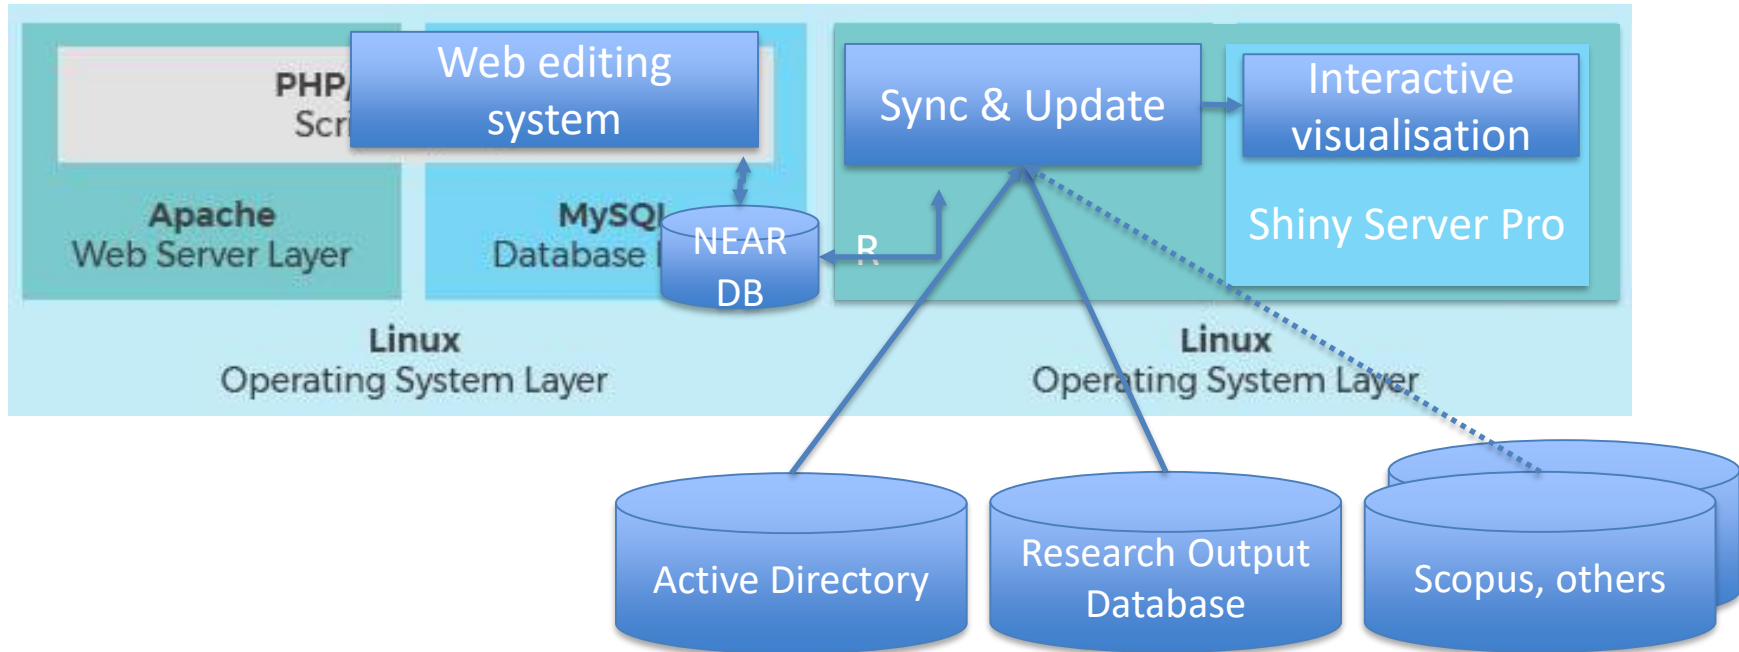 Web editing
system
PHP/
Scri
Apache
Web Server Layer
MySQL
Database
NEAR
DB
Linux
Operating System Layer
Sync & Update
Interactive
visualisation
R
Shiny Server Pro
Linux
Operating System Layer
Active Directory
Research Output
Database
Scopus, others